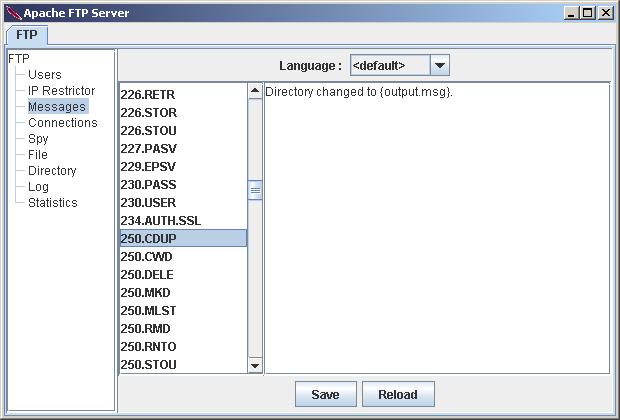 Apache FTP Server
FTP
FTP
Users
IP Restrictor
Messages
Connections
Spy
File
Directory
Log
Statistics
Language : <default>
226.RETR
226.STOR
226.STOU
227.PASV
229.EPSV
230.PASS
230.USER
234.AUTH.SSL
250.CDUP
250.CWD
250.DELE
250.MKD
250.MLST
250.RMD
250.RNTO
250.STOU
Directory changed to {output.msg}.
Save Reload